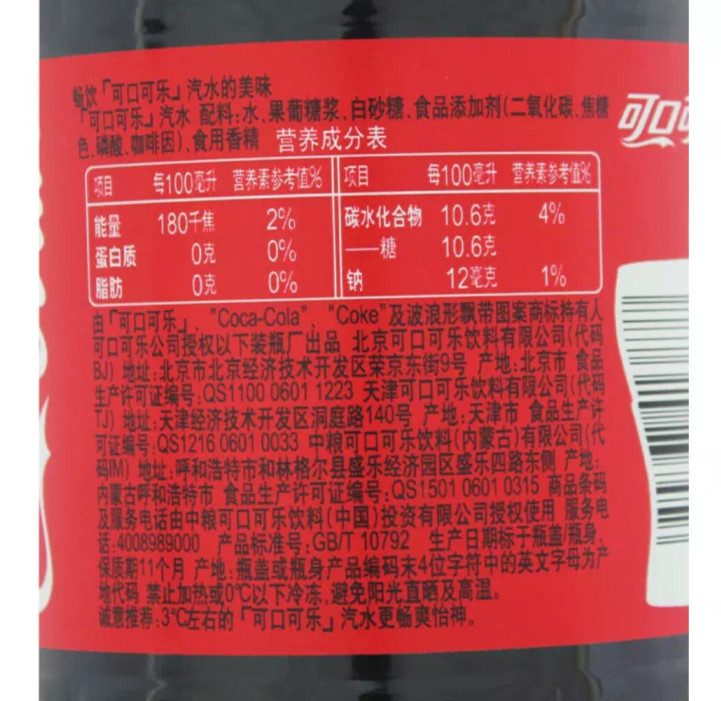 畅饮「可口可乐」汽水的美味
「可口可乐」汽水 配料:水、果葡糖浆、白砂糖、食品添加剂(二氧化碳、焦糖
色、磷酸、咖啡因)、食用香精 营养成分表
项目 每100毫升 营养素参考值% 项目 每100毫升 营养素参考值%
能量 180千焦 2% 碳水化合物 10.6克 4%
蛋白质 0克 0% ——糖 10.6克
脂肪 0克 0% 钠 12毫克 1%
由「可口可乐」、"Coca-Cola"、"Coke"及波浪形飘带图案商标持有人
可口可乐公司授权以下装瓶厂出品 北京可口可乐饮料有限公司(代码
BJ) 地址:北京市北京经济技术开发区荣京东街9号 产地:北京市 食品
生产许可证编号:QS1100 0601 1223 天津可口可乐饮料有限公司(代码
TJ) 地址:天津经济技术开发区洞庭路140号 产地:天津市 食品生产许
可证编号:QS1216 0601 0033 中粮可口可乐饮料(内蒙古)有限公司(代
码IM) 地址:呼和浩特市和林格尔县盛乐经济园区盛乐四路东侧 产地:
内蒙古呼和浩特市 食品生产许可证编号:QS1501 0601 0315 商品条码
及服务电话由中粮可口可乐饮料(中国)投资有限公司授权使用 服务电
话:4008989000 产品标准号:GB/T 10792 生产日期标于瓶盖/瓶身,
保质期11个月 产地:瓶盖或瓶身产品编码末4位字符中的英文字母为产
地代码 禁止加热或0℃以下冷冻,避免阳光直晒及高温。
诚意推荐:3℃左右的「可口可乐」汽水更畅爽怡神。
可口可